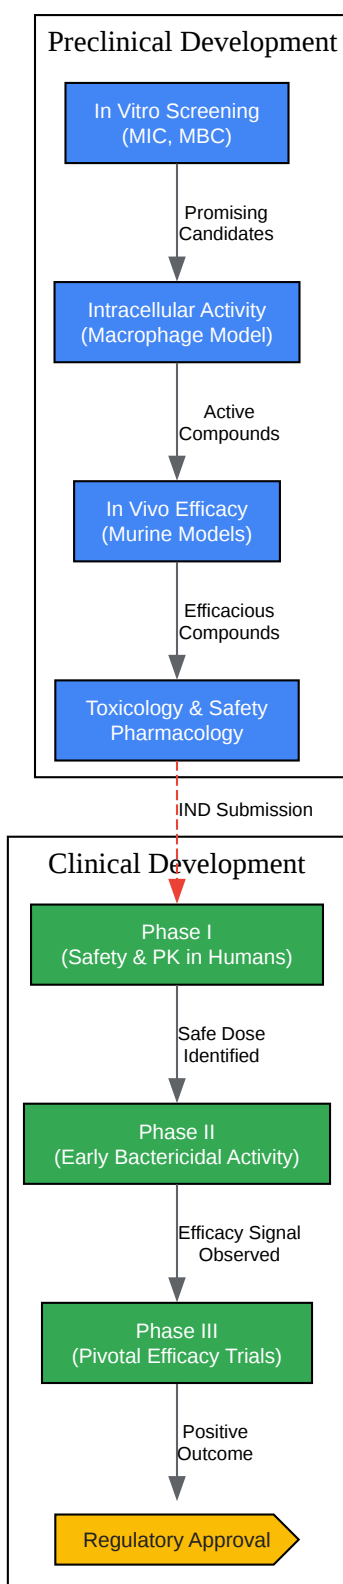 Preclinical Development
In Vitro Screening
(MIC, MBC)
Promising
Candidates
Intracellular Activity
(Macrophage Model)
Active
Compounds
In Vivo Efficacy
(Murine Models)
Efficacious
Compounds
Toxicology & Safety
Pharmacology
IND Submission
Clinical Development
Phase I
(Safety & PK in Humans)
Safe Dose
Identified
Phase II
(Early Bactericidal Activity)
Efficacy Signal
Observed
Phase III
(Pivotal Efficacy Trials)
Positive
Outcome
Regulatory Approval